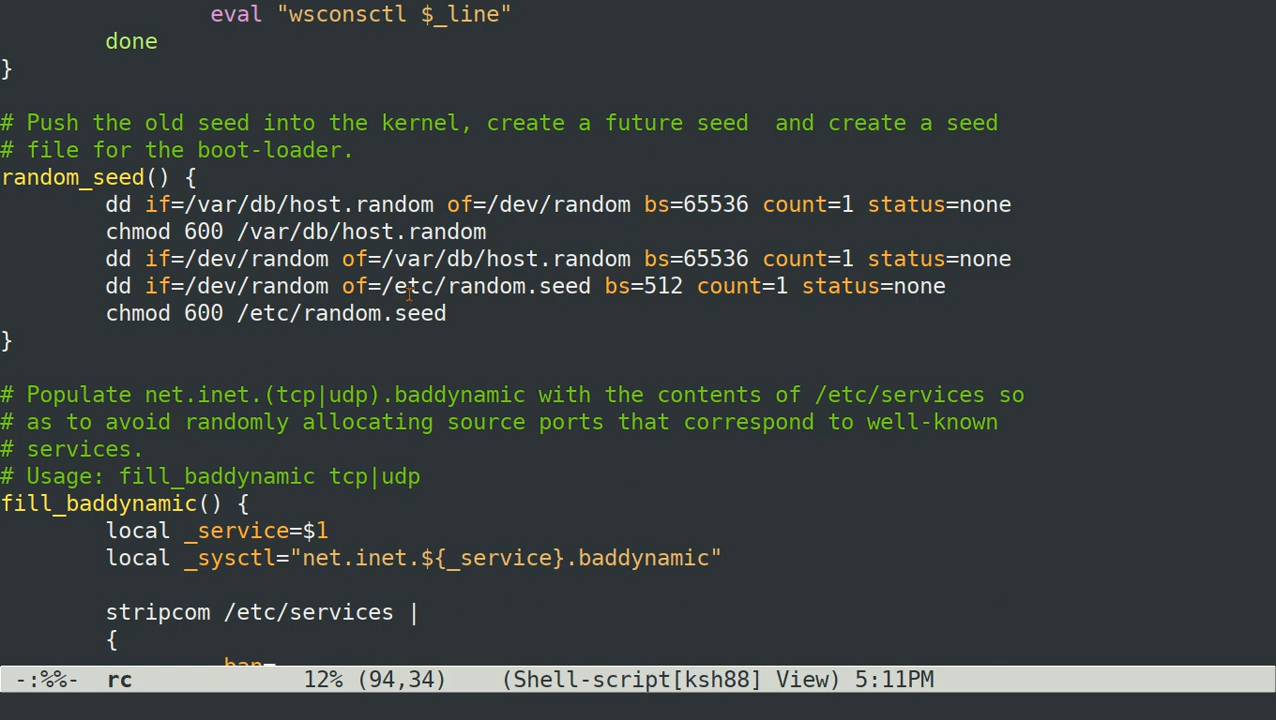 eval "wsconsctl $_line"
        done
}

# Push the old seed into the kernel, create a future seed  and create a seed
# file for the boot-loader.
random_seed() {
        dd if=/var/db/host.random of=/dev/random bs=65536 count=1 status=none
        chmod 600 /var/db/host.random
        dd if=/dev/random of=/var/db/host.random bs=65536 count=1 status=none
        dd if=/dev/random of=/etc/random.seed bs=512 count=1 status=none
        chmod 600 /etc/random.seed
}

# Populate net.inet.(tcp|udp).baddynamic with the contents of /etc/services so
# as to avoid randomly allocating source ports that correspond to well-known
# services.
# Usage: fill_baddynamic tcp|udp
fill_baddynamic() {
        local _service=$1
        local _sysctl="net.inet.${_service}.baddynamic"

        stripcom /etc/services |
        {
-:%%-  rc             12% (94,34)    (Shell-script[ksh88] View) 5:11PM